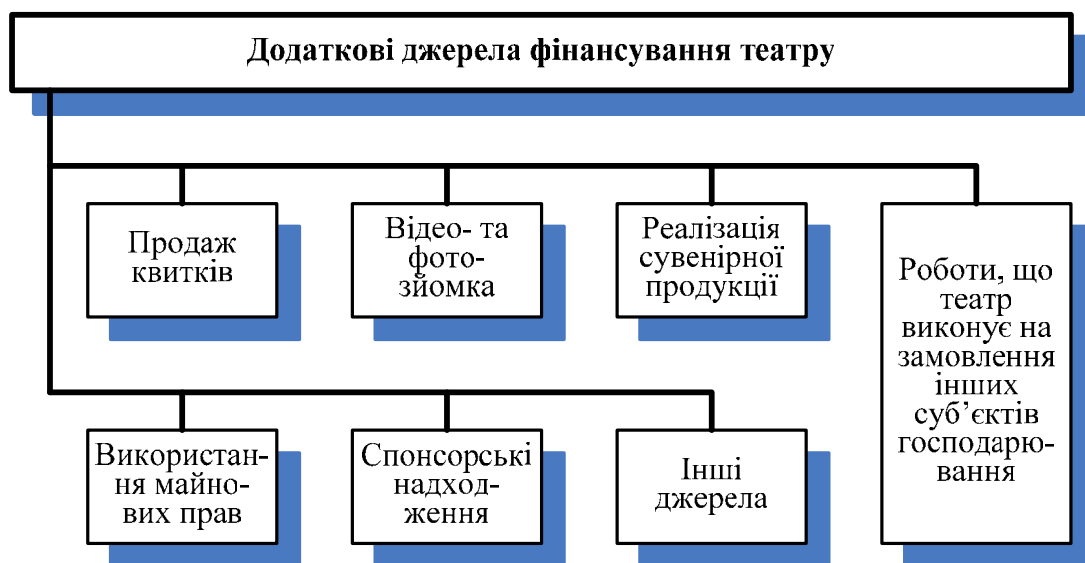 Додаткові джерела фінансування театру
Продаж
квитків
Відео- та
фото-
зйомка
Реалізація
сувенірної
продукції
Роботи, що
театр
виконує на
замовлення
інших
суб’єктів
господарю-
вання
Використан-
ня майно-
вих прав
Спонсорські
надход-
ження
Інші
джерела